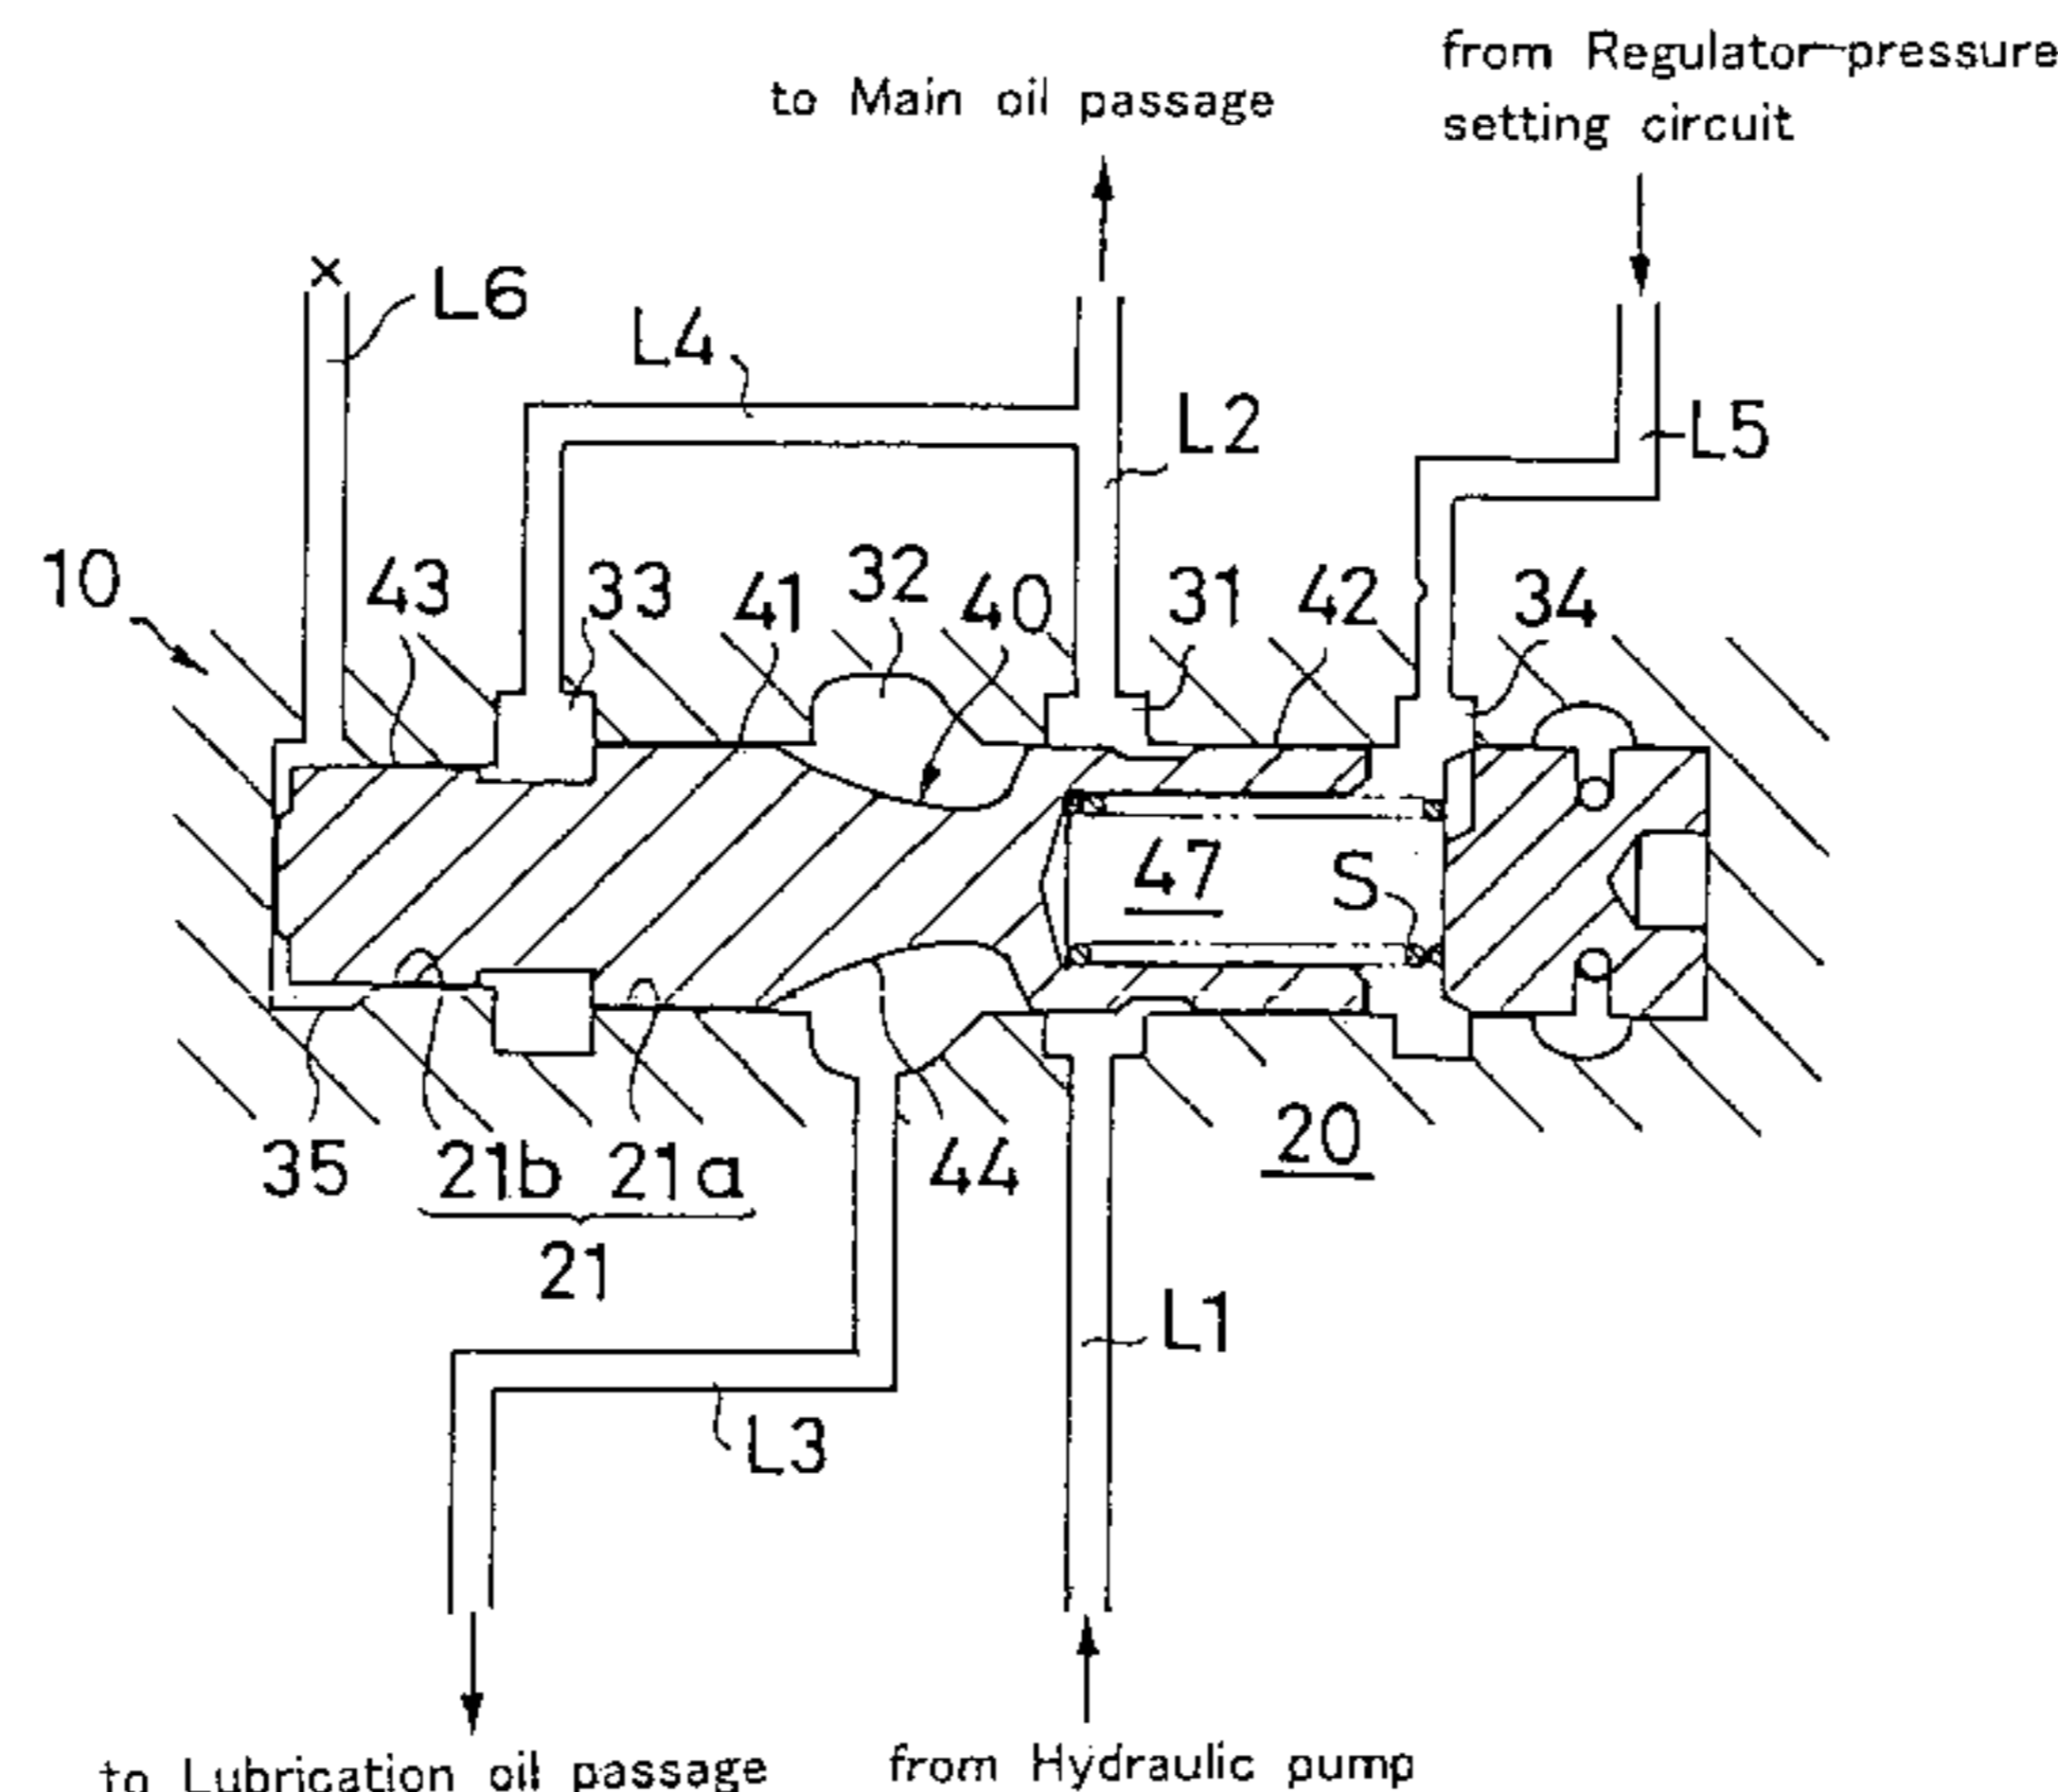 from Regulator-pressure
setting circuit
to Main oil passage
×
L6
L4
L2
L5
10
43
33
41
32
40
31
42
34
47
S
35
21b
21a
44
20
21
L1
L3
to Lubrication oil passage
from Hydraulic pump